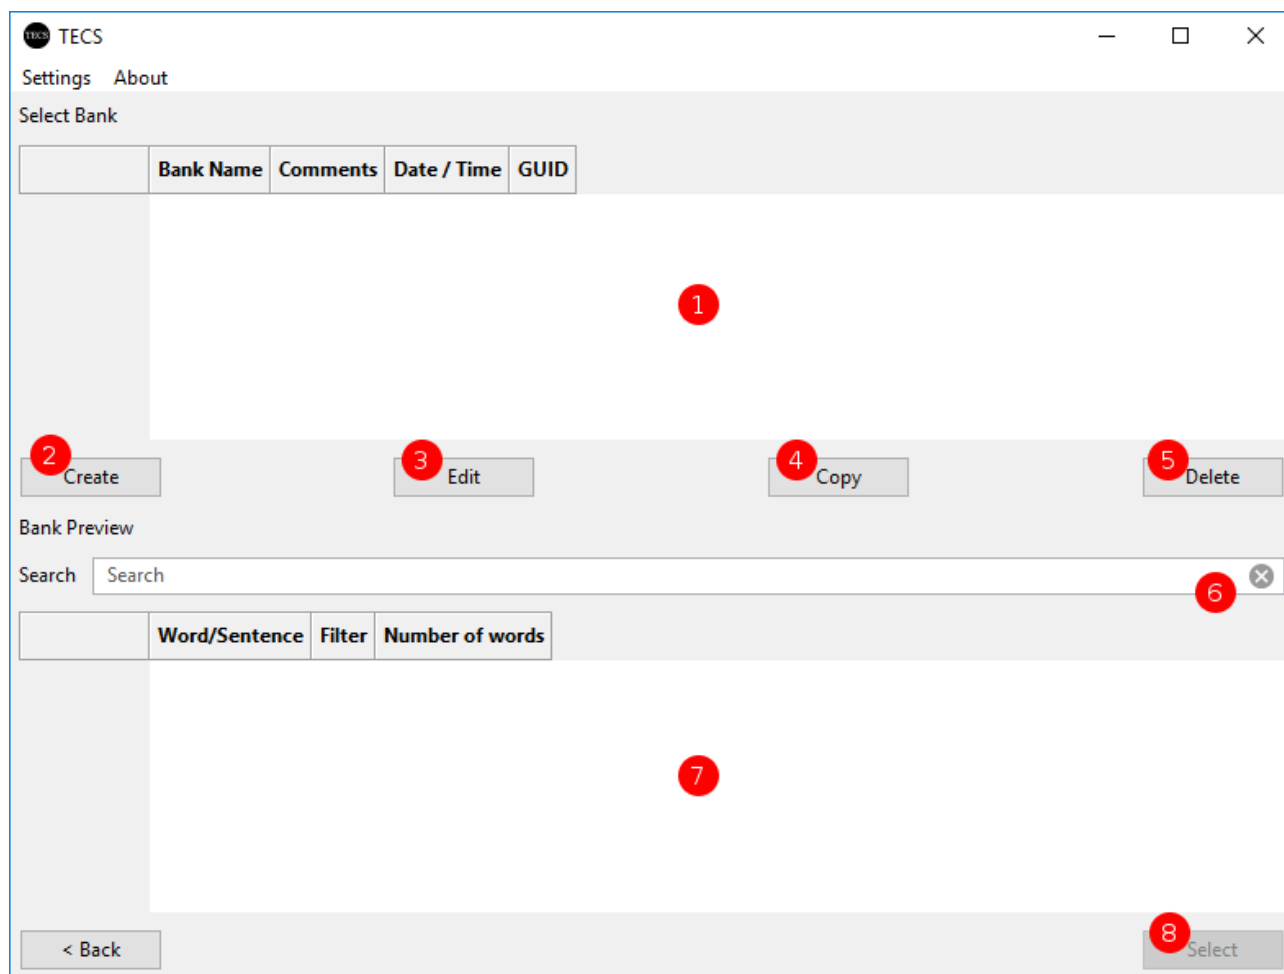 TECS TECS
Settings About
Select Bank
Bank Name Comments Date / Time GUID
1
2 3 4 5
Create Edit Copy Delete
Bank Preview
Search Search
6
Word/Sentence Filter Number of words
7
8
< Back Select